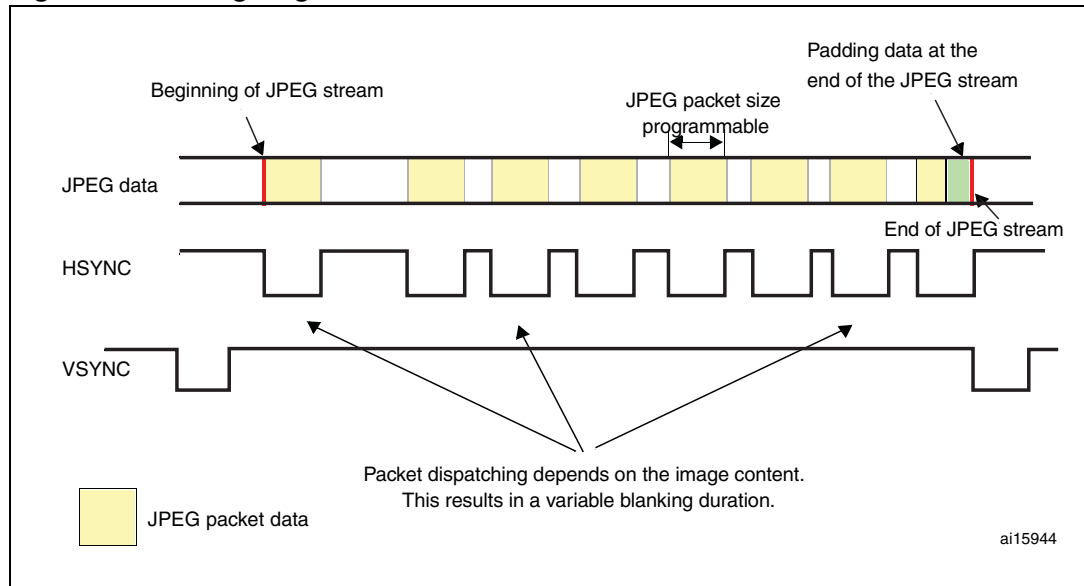 Padding data at the
end of the JPEG stream
Beginning of JPEG stream
JPEG packet size
programmable
JPEG data
End of JPEG stream
HSYNC
VSYNC
Packet dispatching depends on the image content.
This results in a variable blanking duration.
JPEG packet data
ai15944